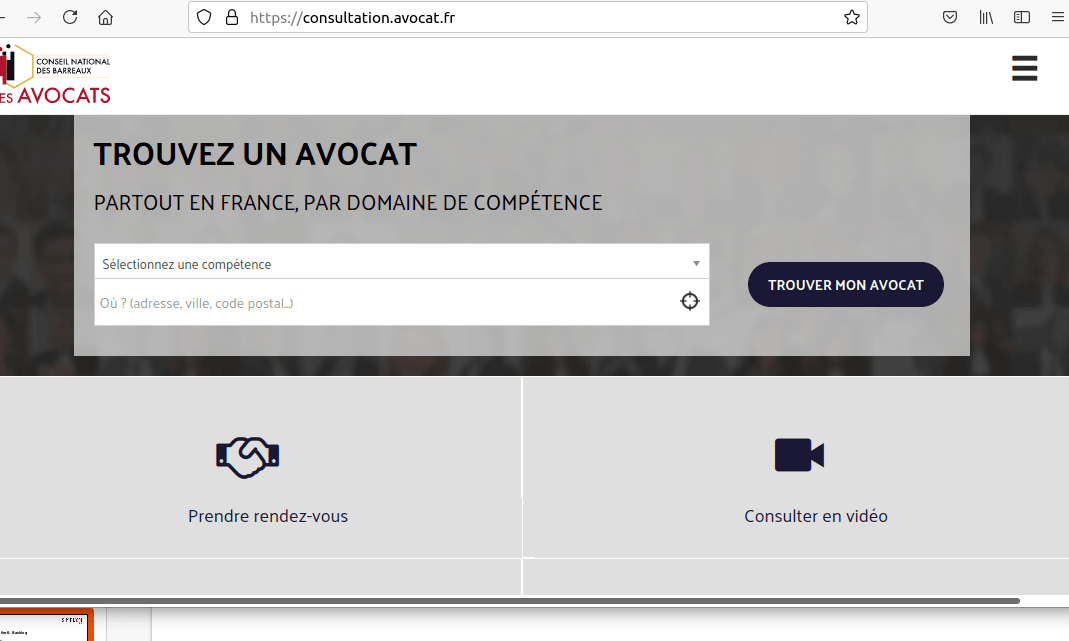 https://consultation.avocat.fr
CONSEIL NATIONAL
DES BARREAUX
ES AVOCATS
TROUVEZ UN AVOCAT
PARTOUT EN FRANCE, PAR DOMAINE DE COMPÉTENCE
Sélectionnez une compétence
Où ? (adresse, ville, code postal...)
TROUVER MON AVOCAT
Prendre rendez-vous
Consulter en vidéo